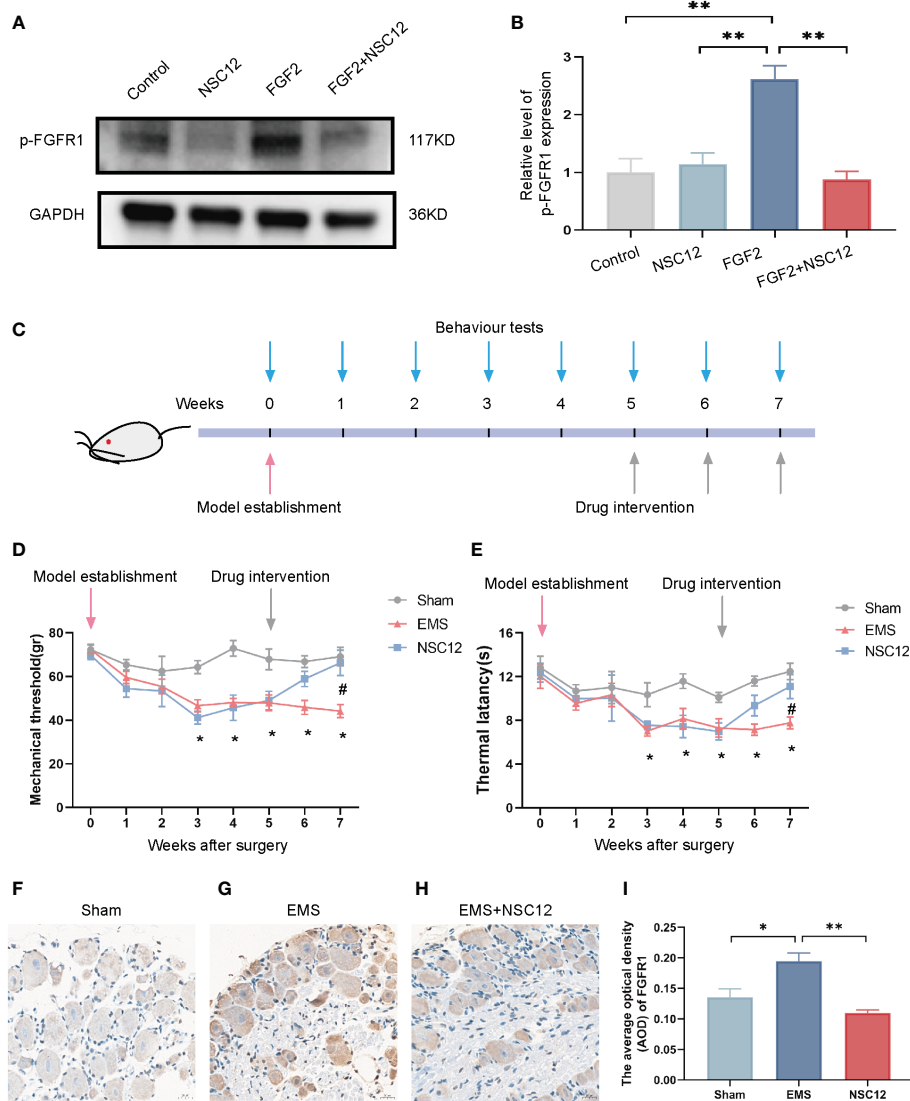 A
Control
NSC12
FGF2
FGF2+NSC12
p-FGFR1
117KD
GAPDH
36KD
B
**
**
**
Relative level of
p-FGFR1 expression
3
2
1
0
Control
NSC12
FGF2
FGF2+NSC12
C
Behaviour tests
Weeks
0
1
2
3
4
5
6
7
Model establishment
Drug intervention
D
Model establishment
Drug intervention
Sham
EMS
NSC12
Mechanical threshold(gr)
80
60
40
20
0
#
*
*
*
*
*
0
1
2
3
4
5
6
7
Weeks after surgery
E
Model establishment
Drug intervention
Sham
EMS
NSC12
Thermal latancy(s)
16
12
8
4
0
#
*
*
*
*
*
0
1
2
3
4
5
6
7
Weeks after surgery
F
Sham
G
EMS
H
EMS+NSC12
I
The average optical density
(AOD) of FGFR1
0.25
0.20
0.15
0.10
0.05
0.00
*
**
Sham
EMS
NSC12